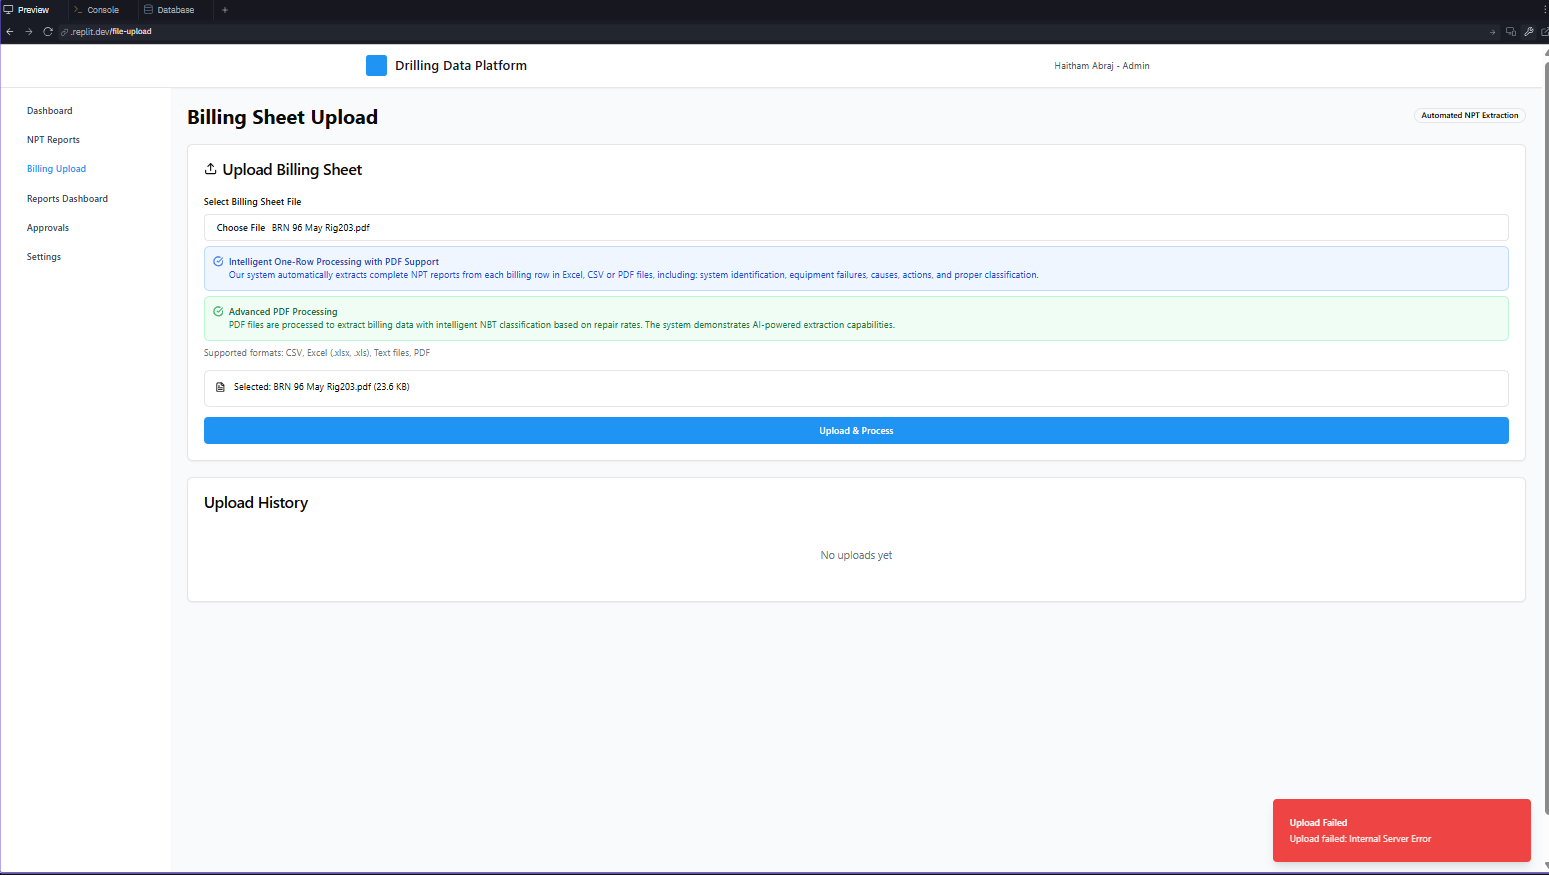 Preview
Console
Database
.replit.dev/file-upload
Drilling Data Platform
Haitham Abraj - Admin
Dashboard
NPT Reports
Billing Upload
Reports Dashboard
Approvals
Settings
Billing Sheet Upload
Automated NPT Extraction
Upload Billing Sheet
Select Billing Sheet File
Choose File BRN 96 May Rig203.pdf
Intelligent One-Row Processing with PDF Support
Our system automatically extracts complete NPT reports from each billing row in Excel, CSV or PDF files, including: system identification, equipment failures, causes, actions, and proper classification.
Advanced PDF Processing
PDF files are processed to extract billing data with intelligent NBT classification based on repair rates. The system demonstrates AI-powered extraction capabilities.
Supported formats: CSV, Excel (.xlsx, .xls), Text files, PDF
Selected: BRN 96 May Rig203.pdf (23.6 KB)
Upload & Process
Upload History
No uploads yet
Upload Failed
Upload failed: Internal Server Error